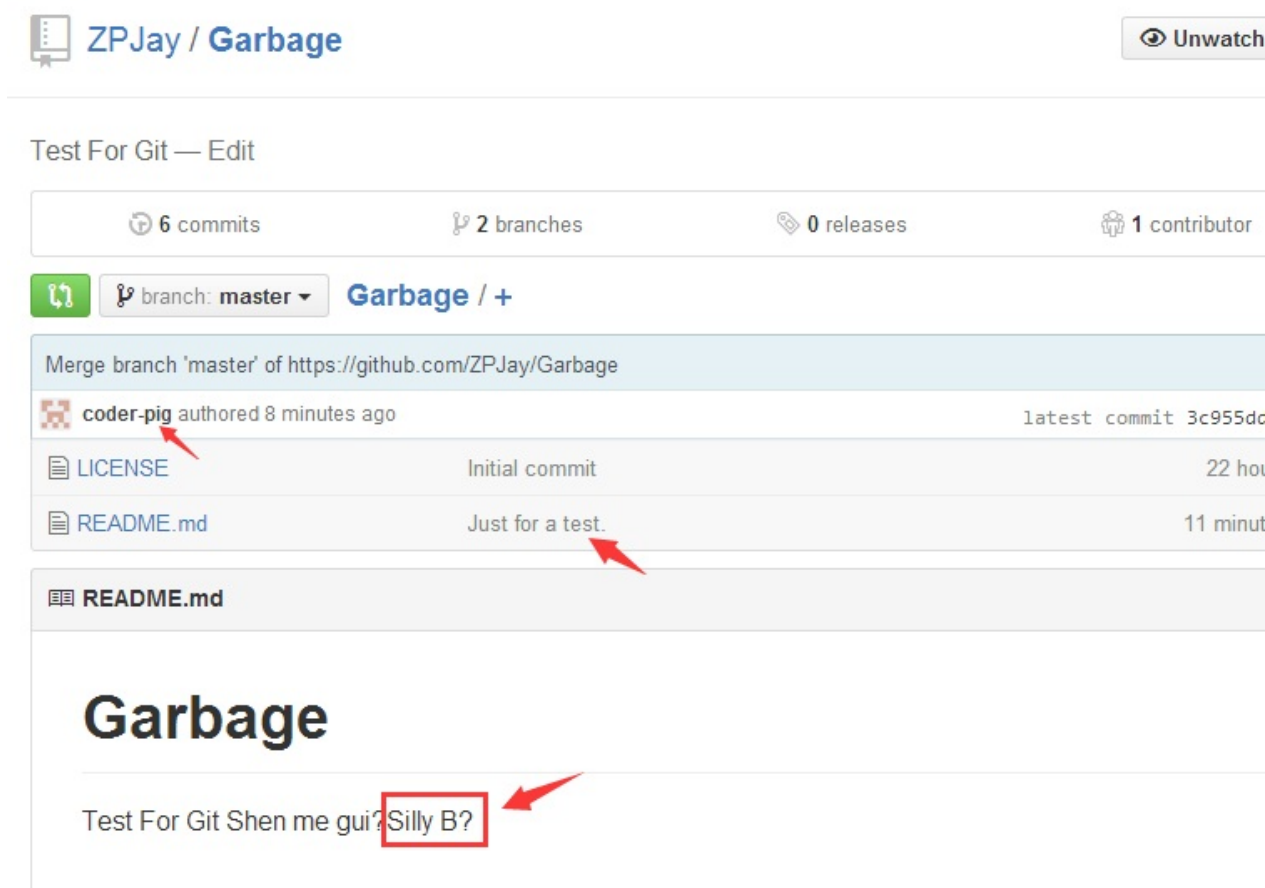 ZPJay / Garbage
Unwatch
Test For Git — Edit
6 commits 2 branches 0 releases 1 contributor
branch: master Garbage / +
Merge branch 'master' of https://github.com/ZPJay/Garbage
coder-pig authored 8 minutes ago latest commit 3c955dd
LICENSE Initial commit 22 hou
README.md Just for a test. 11 minut
README.md
Garbage
Test For Git Shen me gui?Silly B?